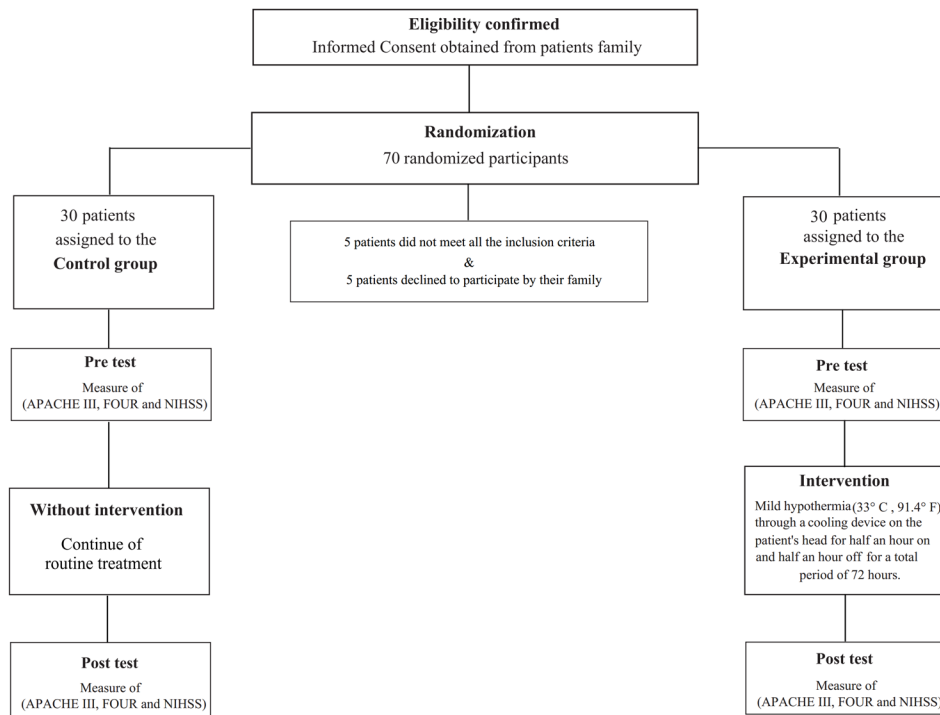 Eligibility confirmed
Informed Consent obtained from patients family
Randomization
70 randomized participants
30 patients
assigned to the
Control group
5 patients did not meet all the inclusion criteria
&
5 patients declined to participate by their family
30 patients
assigned to the
Experimental group
Pre test
Measure of
(APACHE III, FOUR and NIHSS)
Pre test
Measure of
(APACHE III, FOUR and NIHSS)
Without intervention
Continue of
routine treatment
Intervention
Mild hypothermia (33° C , 91.4° F)
through a cooling device on the
patient's head for half an hour on
and half an hour off for a total
period of 72 hours.
Post test
Measure of
(APACHE III, FOUR and NIHSS)
Post test
Measure of
(APACHE III, FOUR and NIHSS)